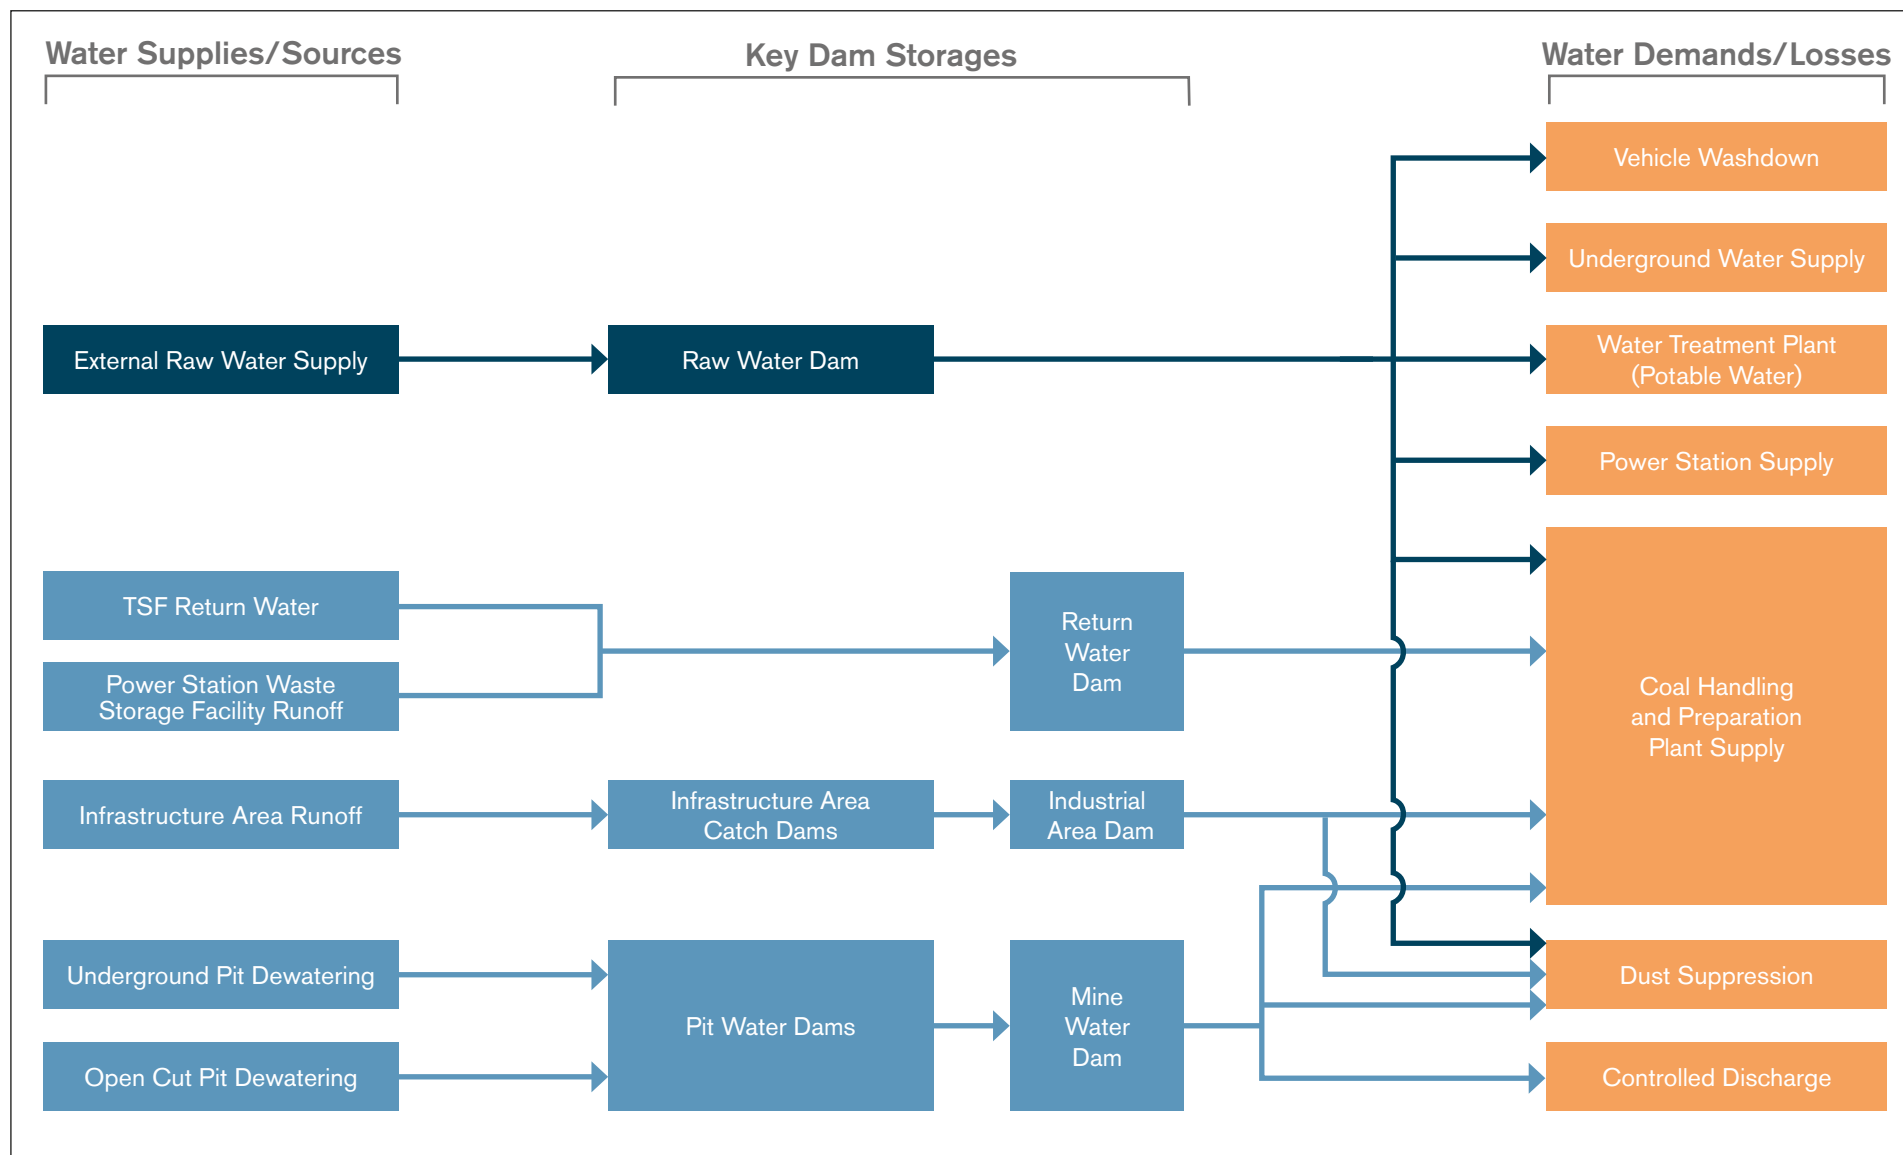 Water Supplies/Sources
Key Dam Storages
Water Demands/Losses
Vehicle Washdown
Underground Water Supply
External Raw Water Supply
Raw Water Dam
Water Treatment Plant
(Potable Water)
Power Station Supply
TSF Return Water
Power Station Waste
Storage Facility Runoff
Return
Water
Dam
Coal Handling
and Preparation
Plant Supply
Infrastructure Area Runoff
Infrastructure Area
Catch Dams
Industrial
Area Dam
Underground Pit Dewatering
Open Cut Pit Dewatering
Pit Water Dams
Mine
Water
Dam
Dust Suppression
Controlled Discharge